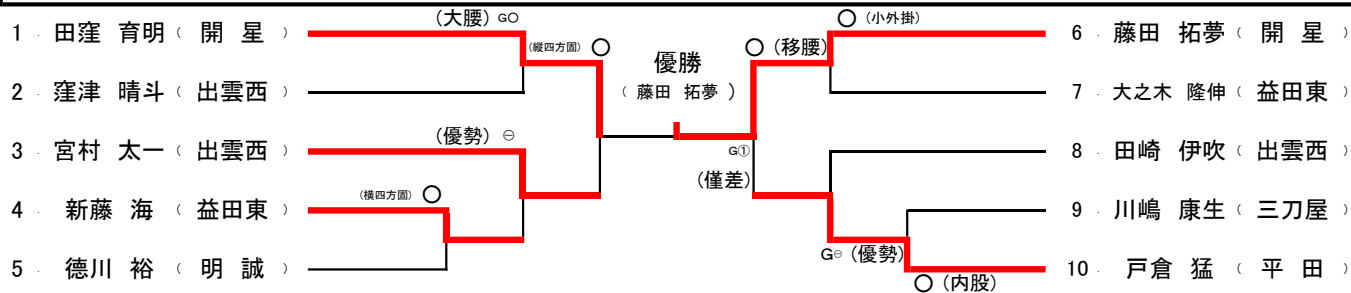 1 田窪 育明 （ 開 星 ）
2 窪津 晴斗 （ 出雲西 ）
3 宮村 太一 （ 出雲西 ）
4 新藤 海 （ 益田東 ）
5 德川 裕 （ 明 誠 ）
(大腰) GO
(縦四方固) ○
(優勢) ⊖
(横四方固) ○
優勝
（ 藤田 拓夢 ）
G①
(僅差)
○ (小外掛)
○ (移腰)
G⊖ (優勢)
○ (内股)
6 藤田 拓夢 （ 開 星 ）
7 大之木 隆伸 （ 益田東 ）
8 田崎 伊吹 （ 出雲西 ）
9 川嶋 康生 （ 三刀屋 ）
10 戸倉 猛 （ 平 田 ）